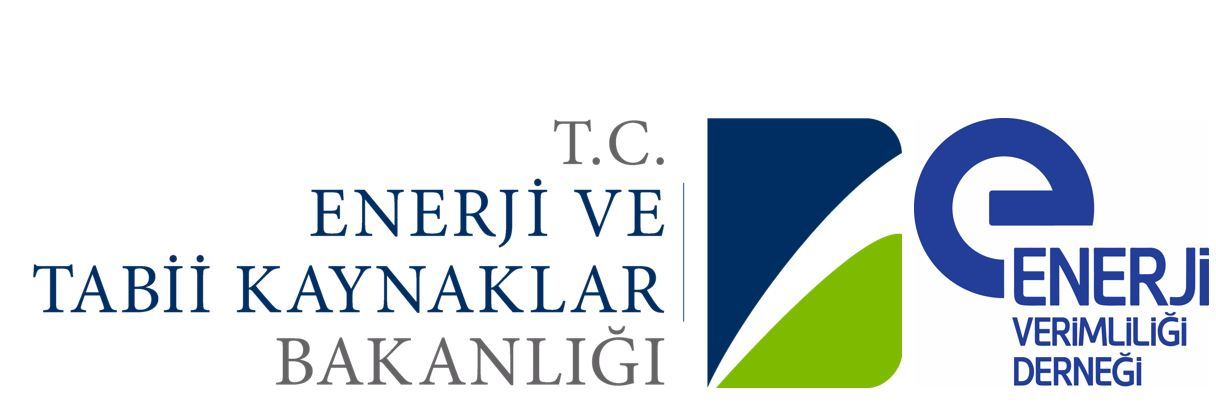 T.C.
ENERJİ VE
TABİİ KAYNAKLAR
BAKANLIĞI
ENERJİ
VERİMLİLİĞİ
DERNEĞİ